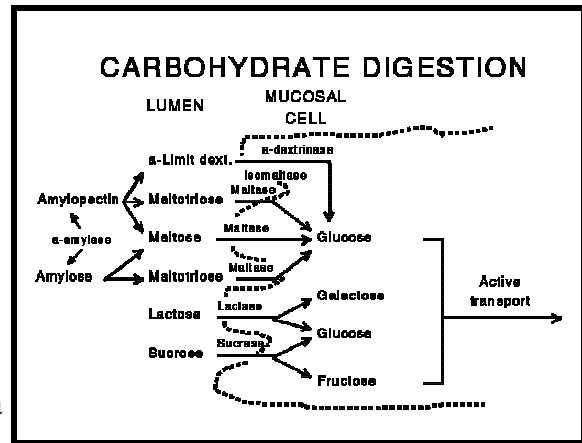 CARBOHYDRATE DIGESTION
LUMEN
MUCOSAL
CELL
a-dextrinase
a-Limit dext.
Isomaltase
Maltase
Amylopectin
Maltotriose
Maltase
a-amylase
Maltose
Glucose
Maltase
Amylose
Maltotriose
Active
transport
Galactose
Lactase
Lactose
Glucose
Sucrase
Sucrose
Fructose